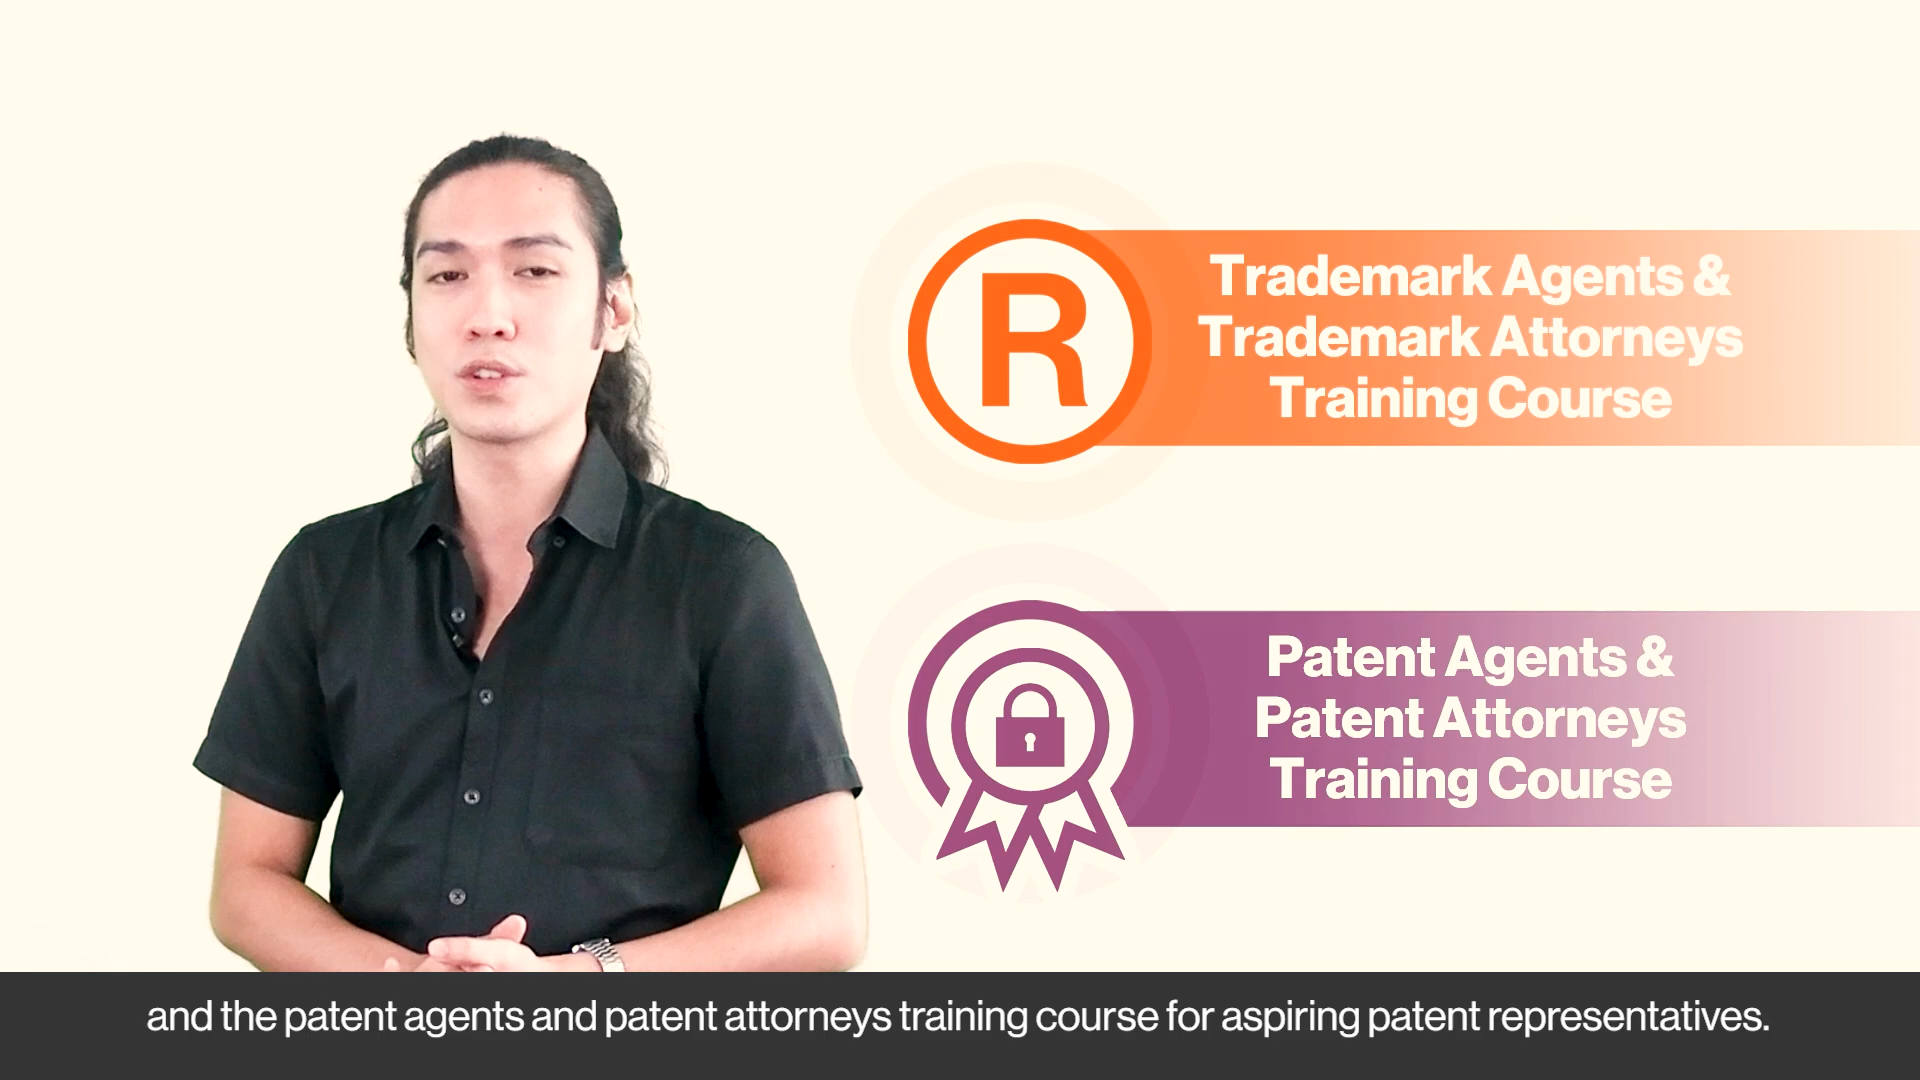 R
Trademark Agents &
Trademark Attorneys
Training Course
Patent Agents &
Patent Attorneys
Training Course
and the patent agents and patent attorneys training course for aspiring patent representatives.